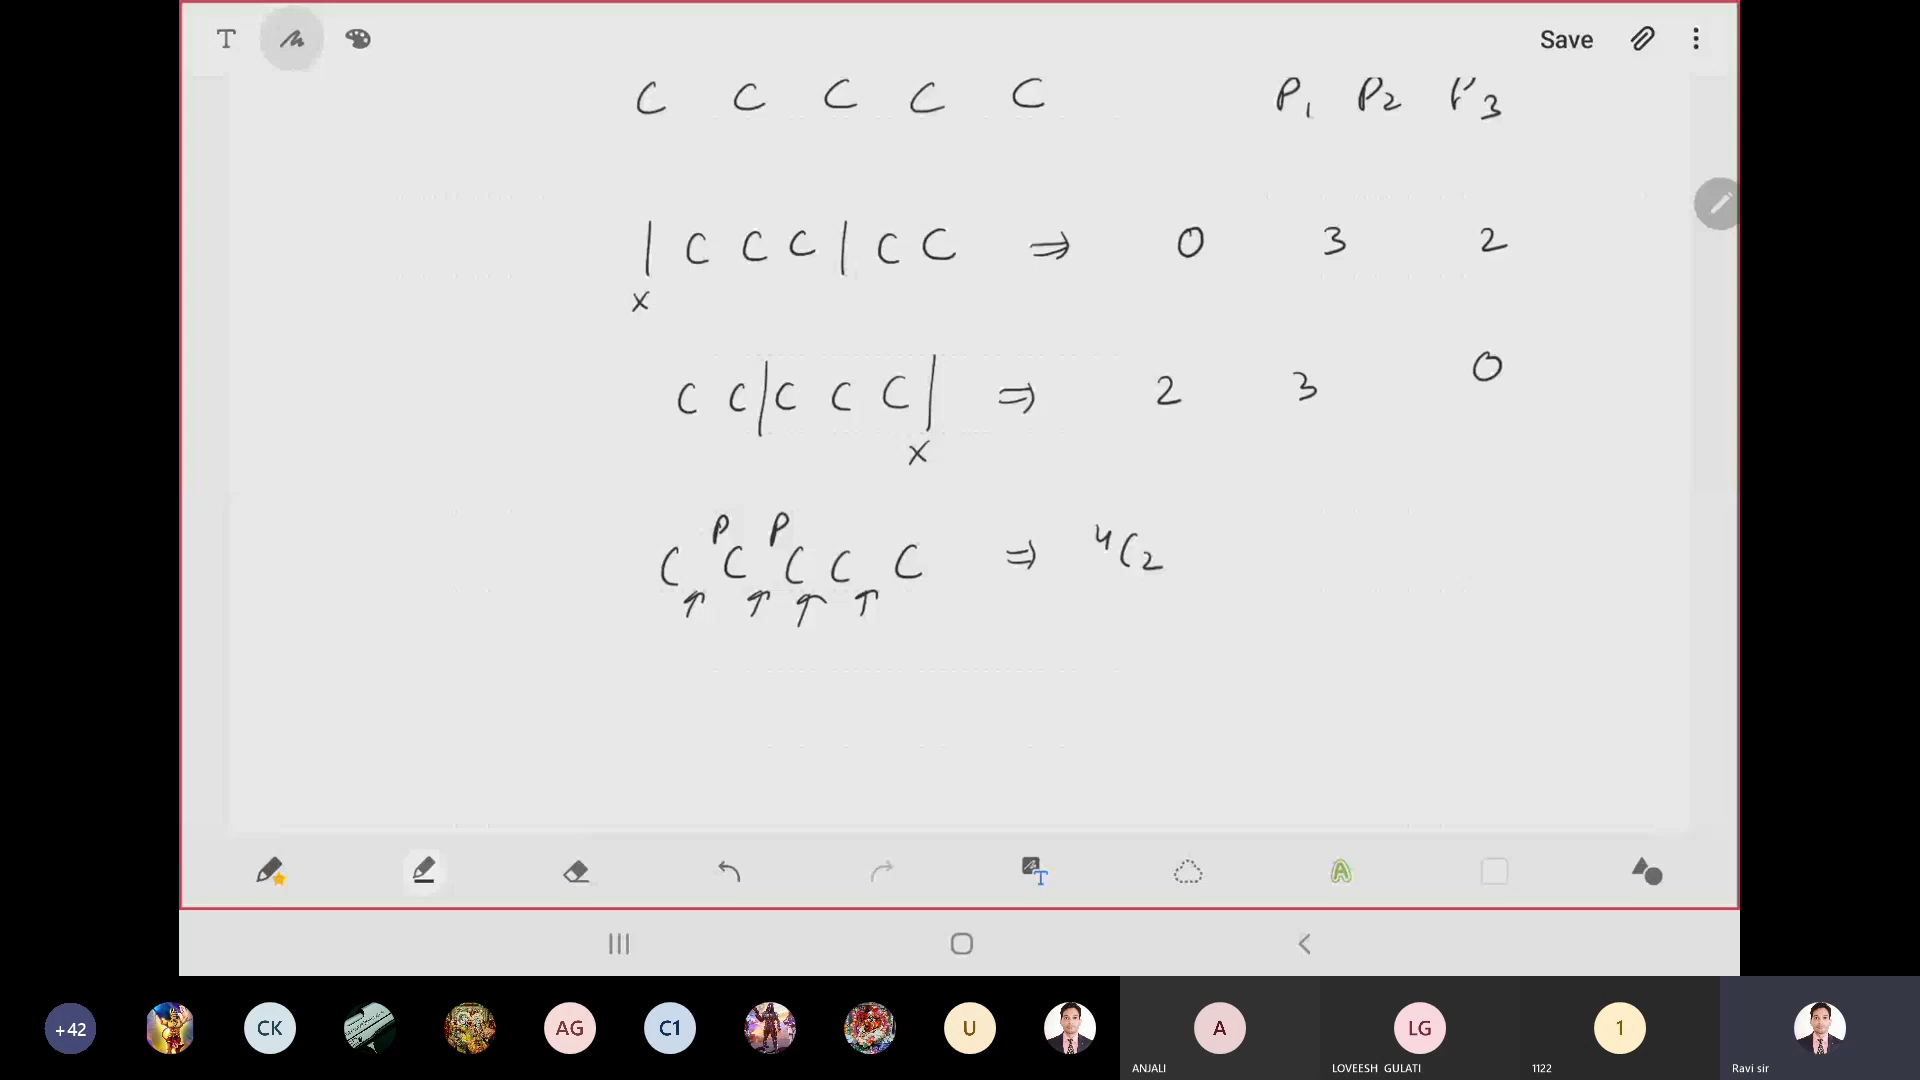 T Save
C C C C C P1 P2 P3
| C C C | C C ⇒ 0 3 2
x
C C | C C C | ⇒ 2 3 0
x
P P
C C C C C ⇒ ⁴C₂
↑ ↑ ↑ ↑
T A
+42 CK AG C1 U A LG 1
ANJALI LOVEESH GULATI 1122 Ravi sir